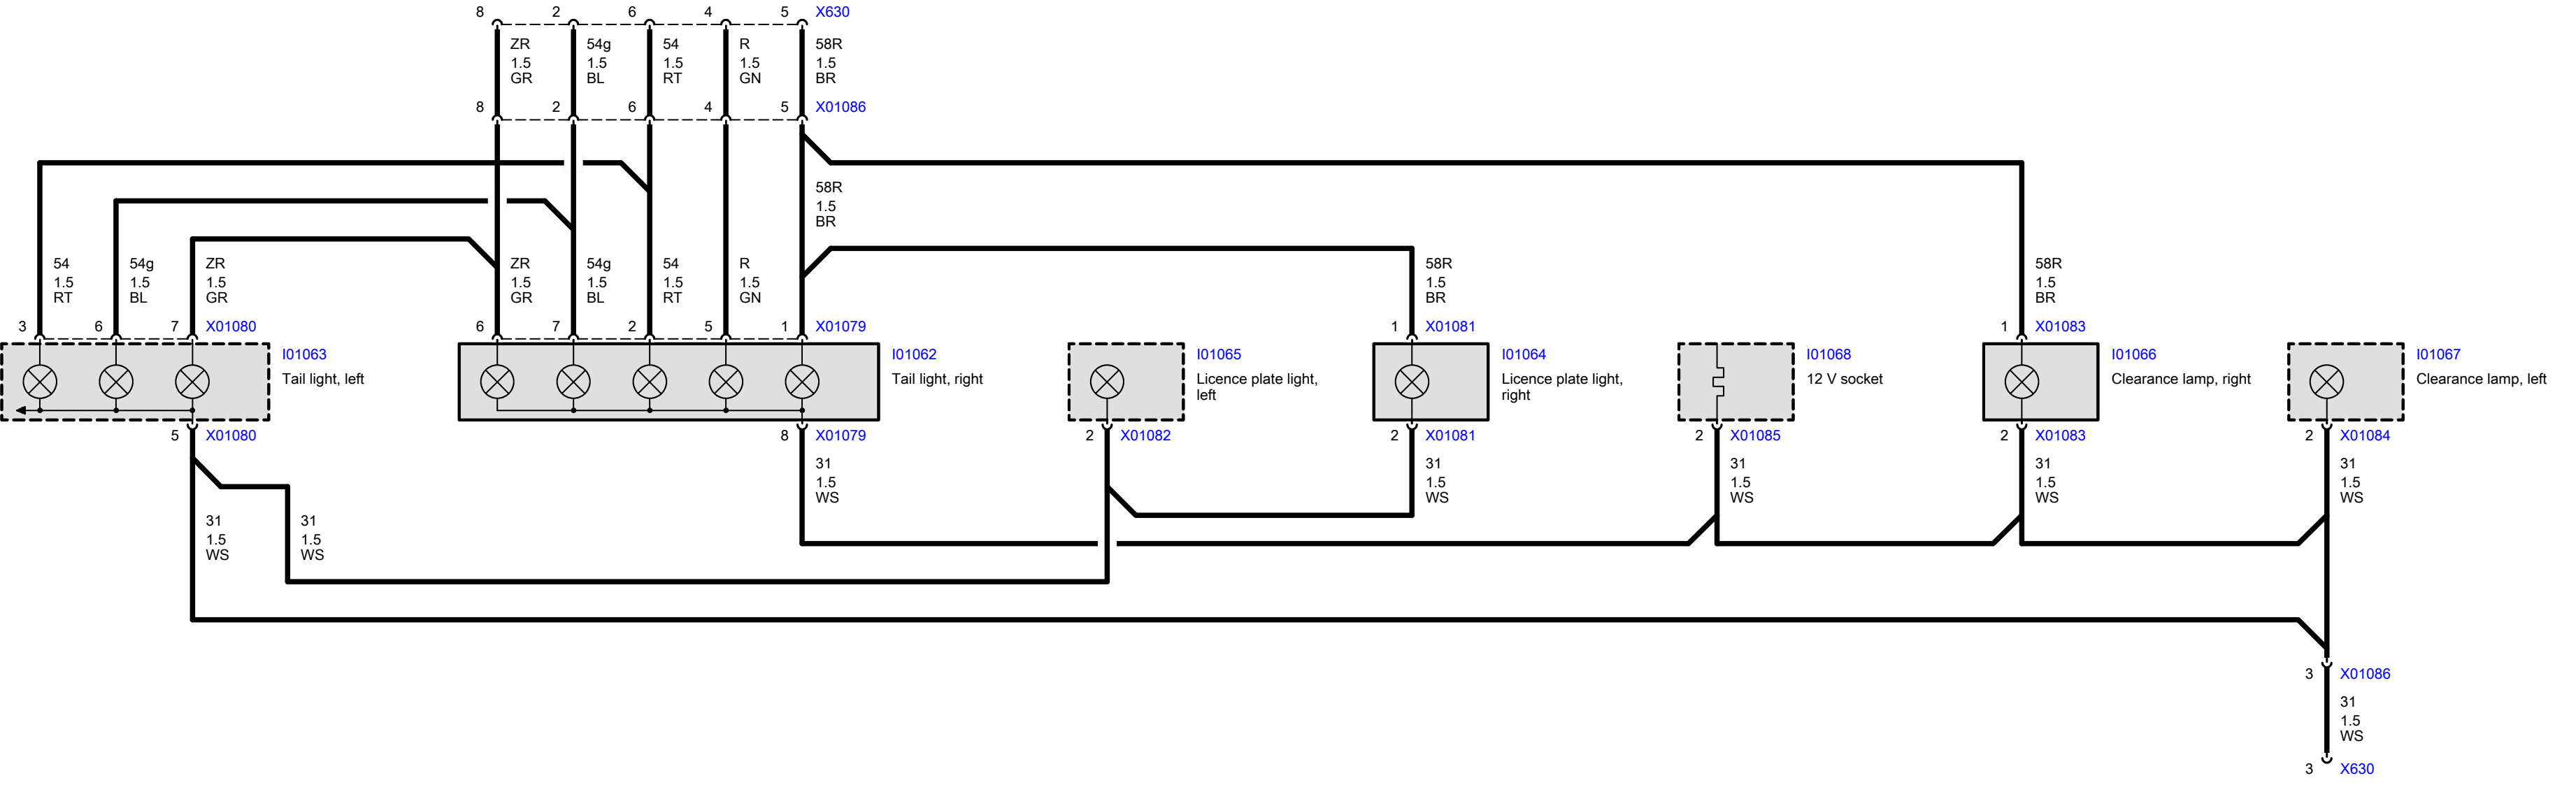 8 2 6 4 5 X630
ZR 54g 54 R 58R
1.5 1.5 1.5 1.5 1.5
GR BL RT GN BR
8 2 6 4 5 X01086
58R
1.5
BR
54 54g ZR ZR 54g 54 R 58R 58R
1.5 1.5 1.5 1.5 1.5 1.5 1.5 1.5 1.5
RT BL GR GR BL RT GN BR BR
3 6 7 X01080 6 7 2 5 1 X01079 1 X01081 1 X01083
I01063 I01062 I01065 I01064 I01068 I01066 I01067
Tail light, left Tail light, right Licence plate light, Licence plate light, 12 V socket Clearance lamp, right Clearance lamp, left
left right
5 X01080 8 X01079 2 X01082 2 X01081 2 X01085 2 X01083 2 X01084
31 31 31 31 31
1.5 1.5 1.5 1.5 1.5
WS WS WS WS WS
31 31
1.5 1.5
WS WS
3 X01086
31
1.5
WS
3 X630